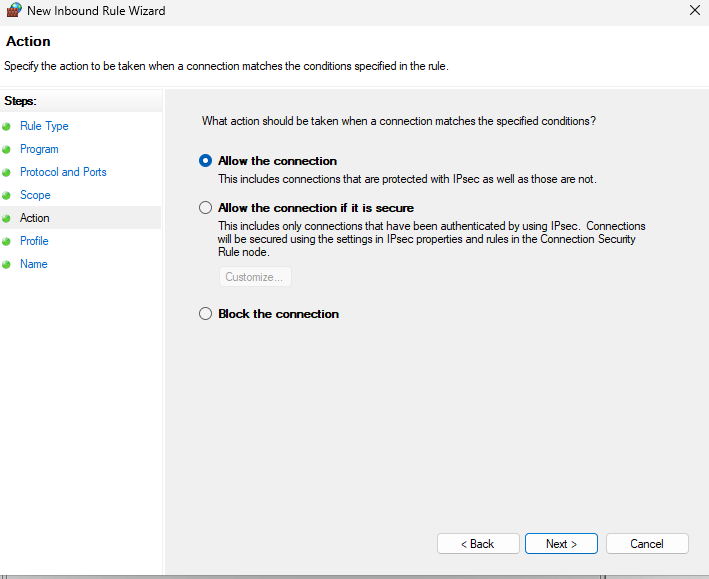 New Inbound Rule Wizard
Action
Specify the action to be taken when a connection matches the conditions specified in the rule.
Steps:
Rule Type
Program
Protocol and Ports
Scope
Action
Profile
Name
What action should be taken when a connection matches the specified conditions?
Allow the connection
This includes connections that are protected with IPsec as well as those are not.
Allow the connection if it is secure
This includes only connections that have been authenticated by using IPsec. Connections
will be secured using the settings in IPsec properties and rules in the Connection Security
Rule node.
Customize...
Block the connection
< Back
Next >
Cancel